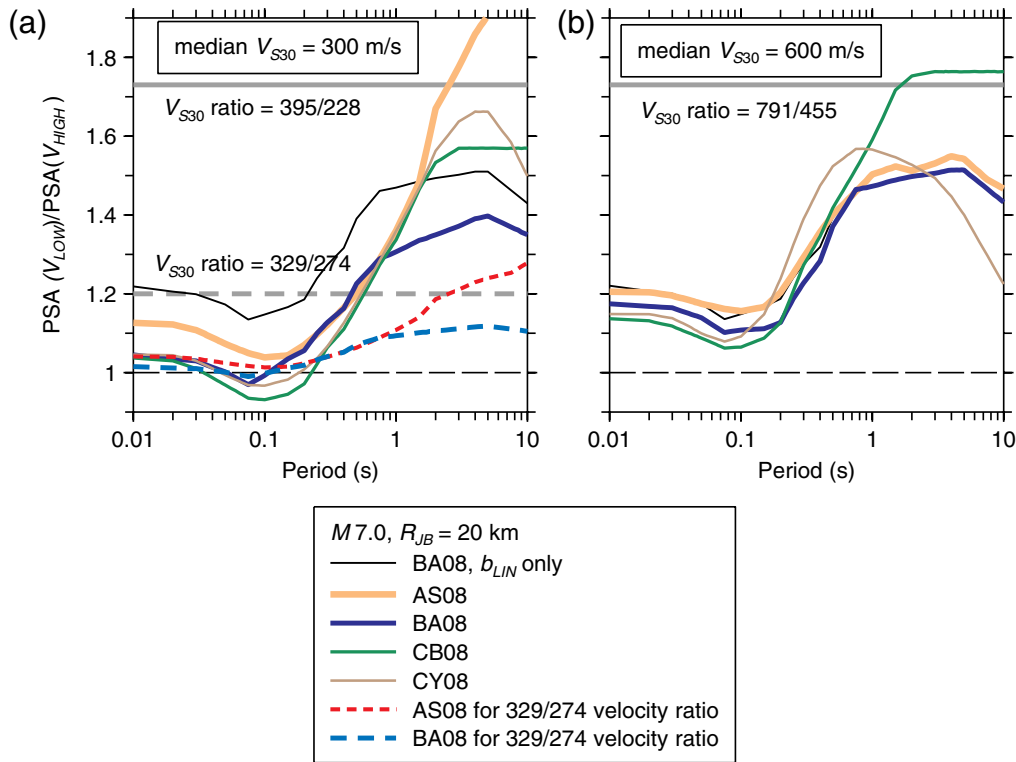 (a)
median VS30 = 300 m/s
VS30 ratio = 395/228
VS30 ratio = 329/274
PSA (VLOW)/PSA(VHIGH)
1.8
1.6
1.4
1.2
1
0.01
0.1
1
10
Period (s)
(b)
median VS30 = 600 m/s
VS30 ratio = 791/455
0.01
0.1
1
10
Period (s)
M 7.0, RJB = 20 km
BA08, bLIN only
AS08
BA08
CB08
CY08
AS08 for 329/274 velocity ratio
BA08 for 329/274 velocity ratio